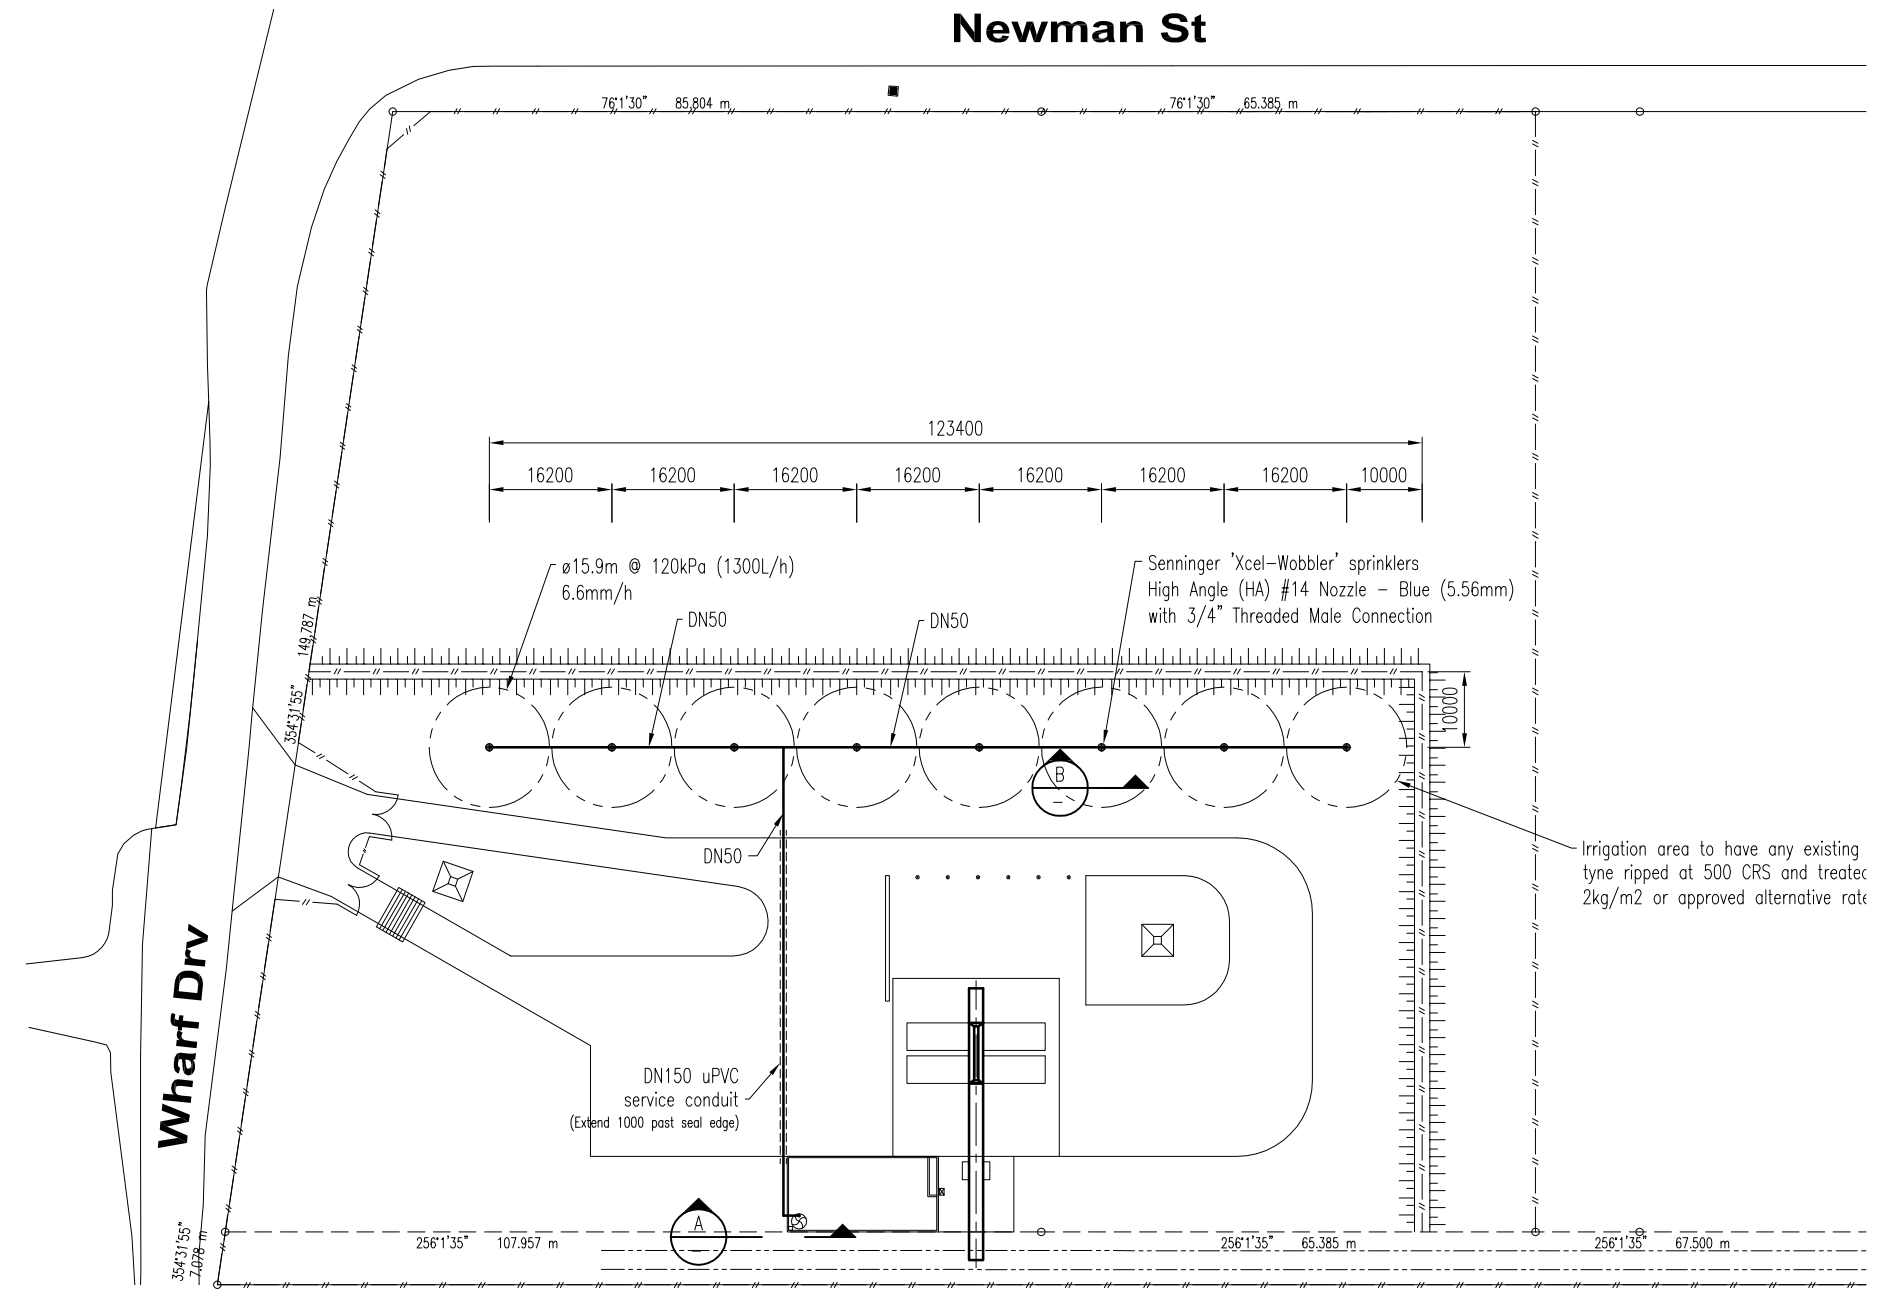 Newman St
76°1'30" 85.804 m
76°1'30" 65.385 m
123400
16200 16200 16200 16200 16200 16200 16200 10000
ø15.9m @ 120kPa (1300L/h)
6.6mm/h
DN50
DN50
Senninger 'Xcel-Wobbler' sprinklers
High Angle (HA) #14 Nozzle - Blue (5.56mm)
with 3/4" Threaded Male Connection
149.787 m
354°31'55"
10000
B
DN50
Irrigation area to have any existing
tyne ripped at 500 CRS and treated
2kg/m2 or approved alternative rate
Wharf Drv
DN150 uPVC
service conduit
(Extend 1000 past seal edge)
A
354°31'55"
7.078 m
256°1'35" 107.957 m
256°1'35" 65.385 m
256°1'35" 67.500 m